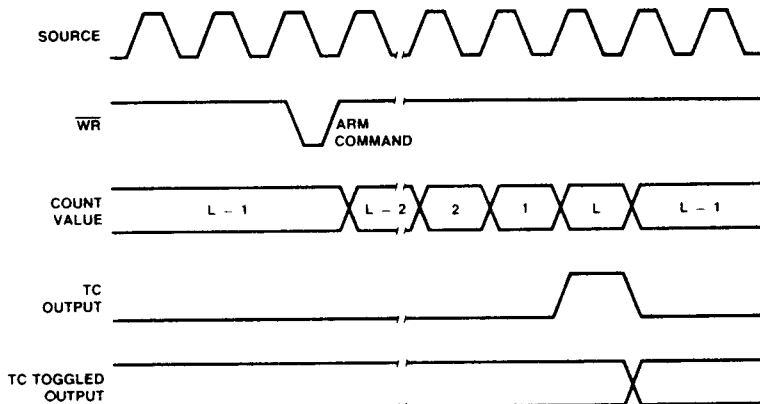 SOURCE
WR
ARM
COMMAND
COUNT
VALUE
L – 1
L – 2
2
1
L
L – 1
TC
OUTPUT
TC TOGGLED
OUTPUT